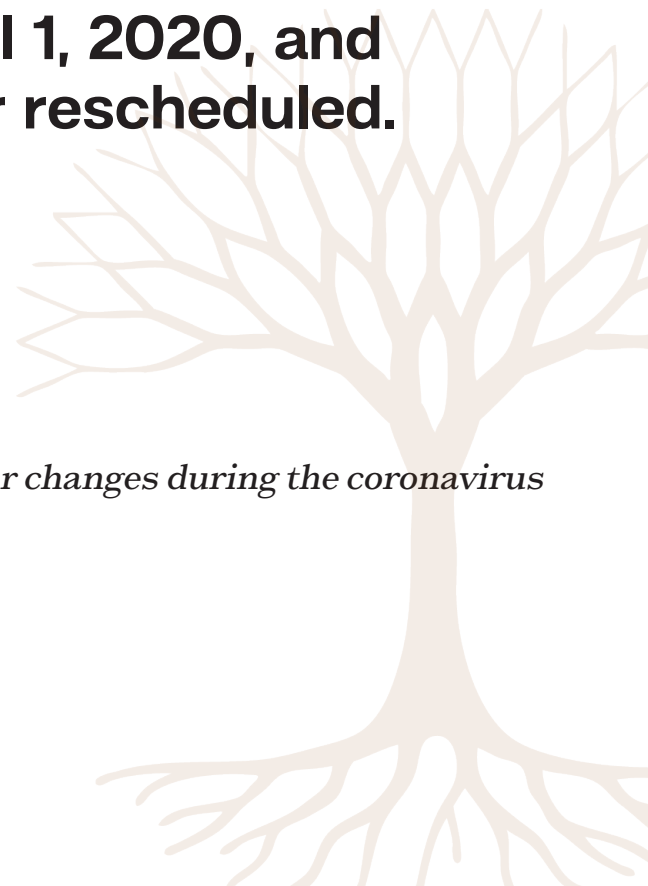 l 1, 2020, and
r rescheduled.
r changes during the coronavirus